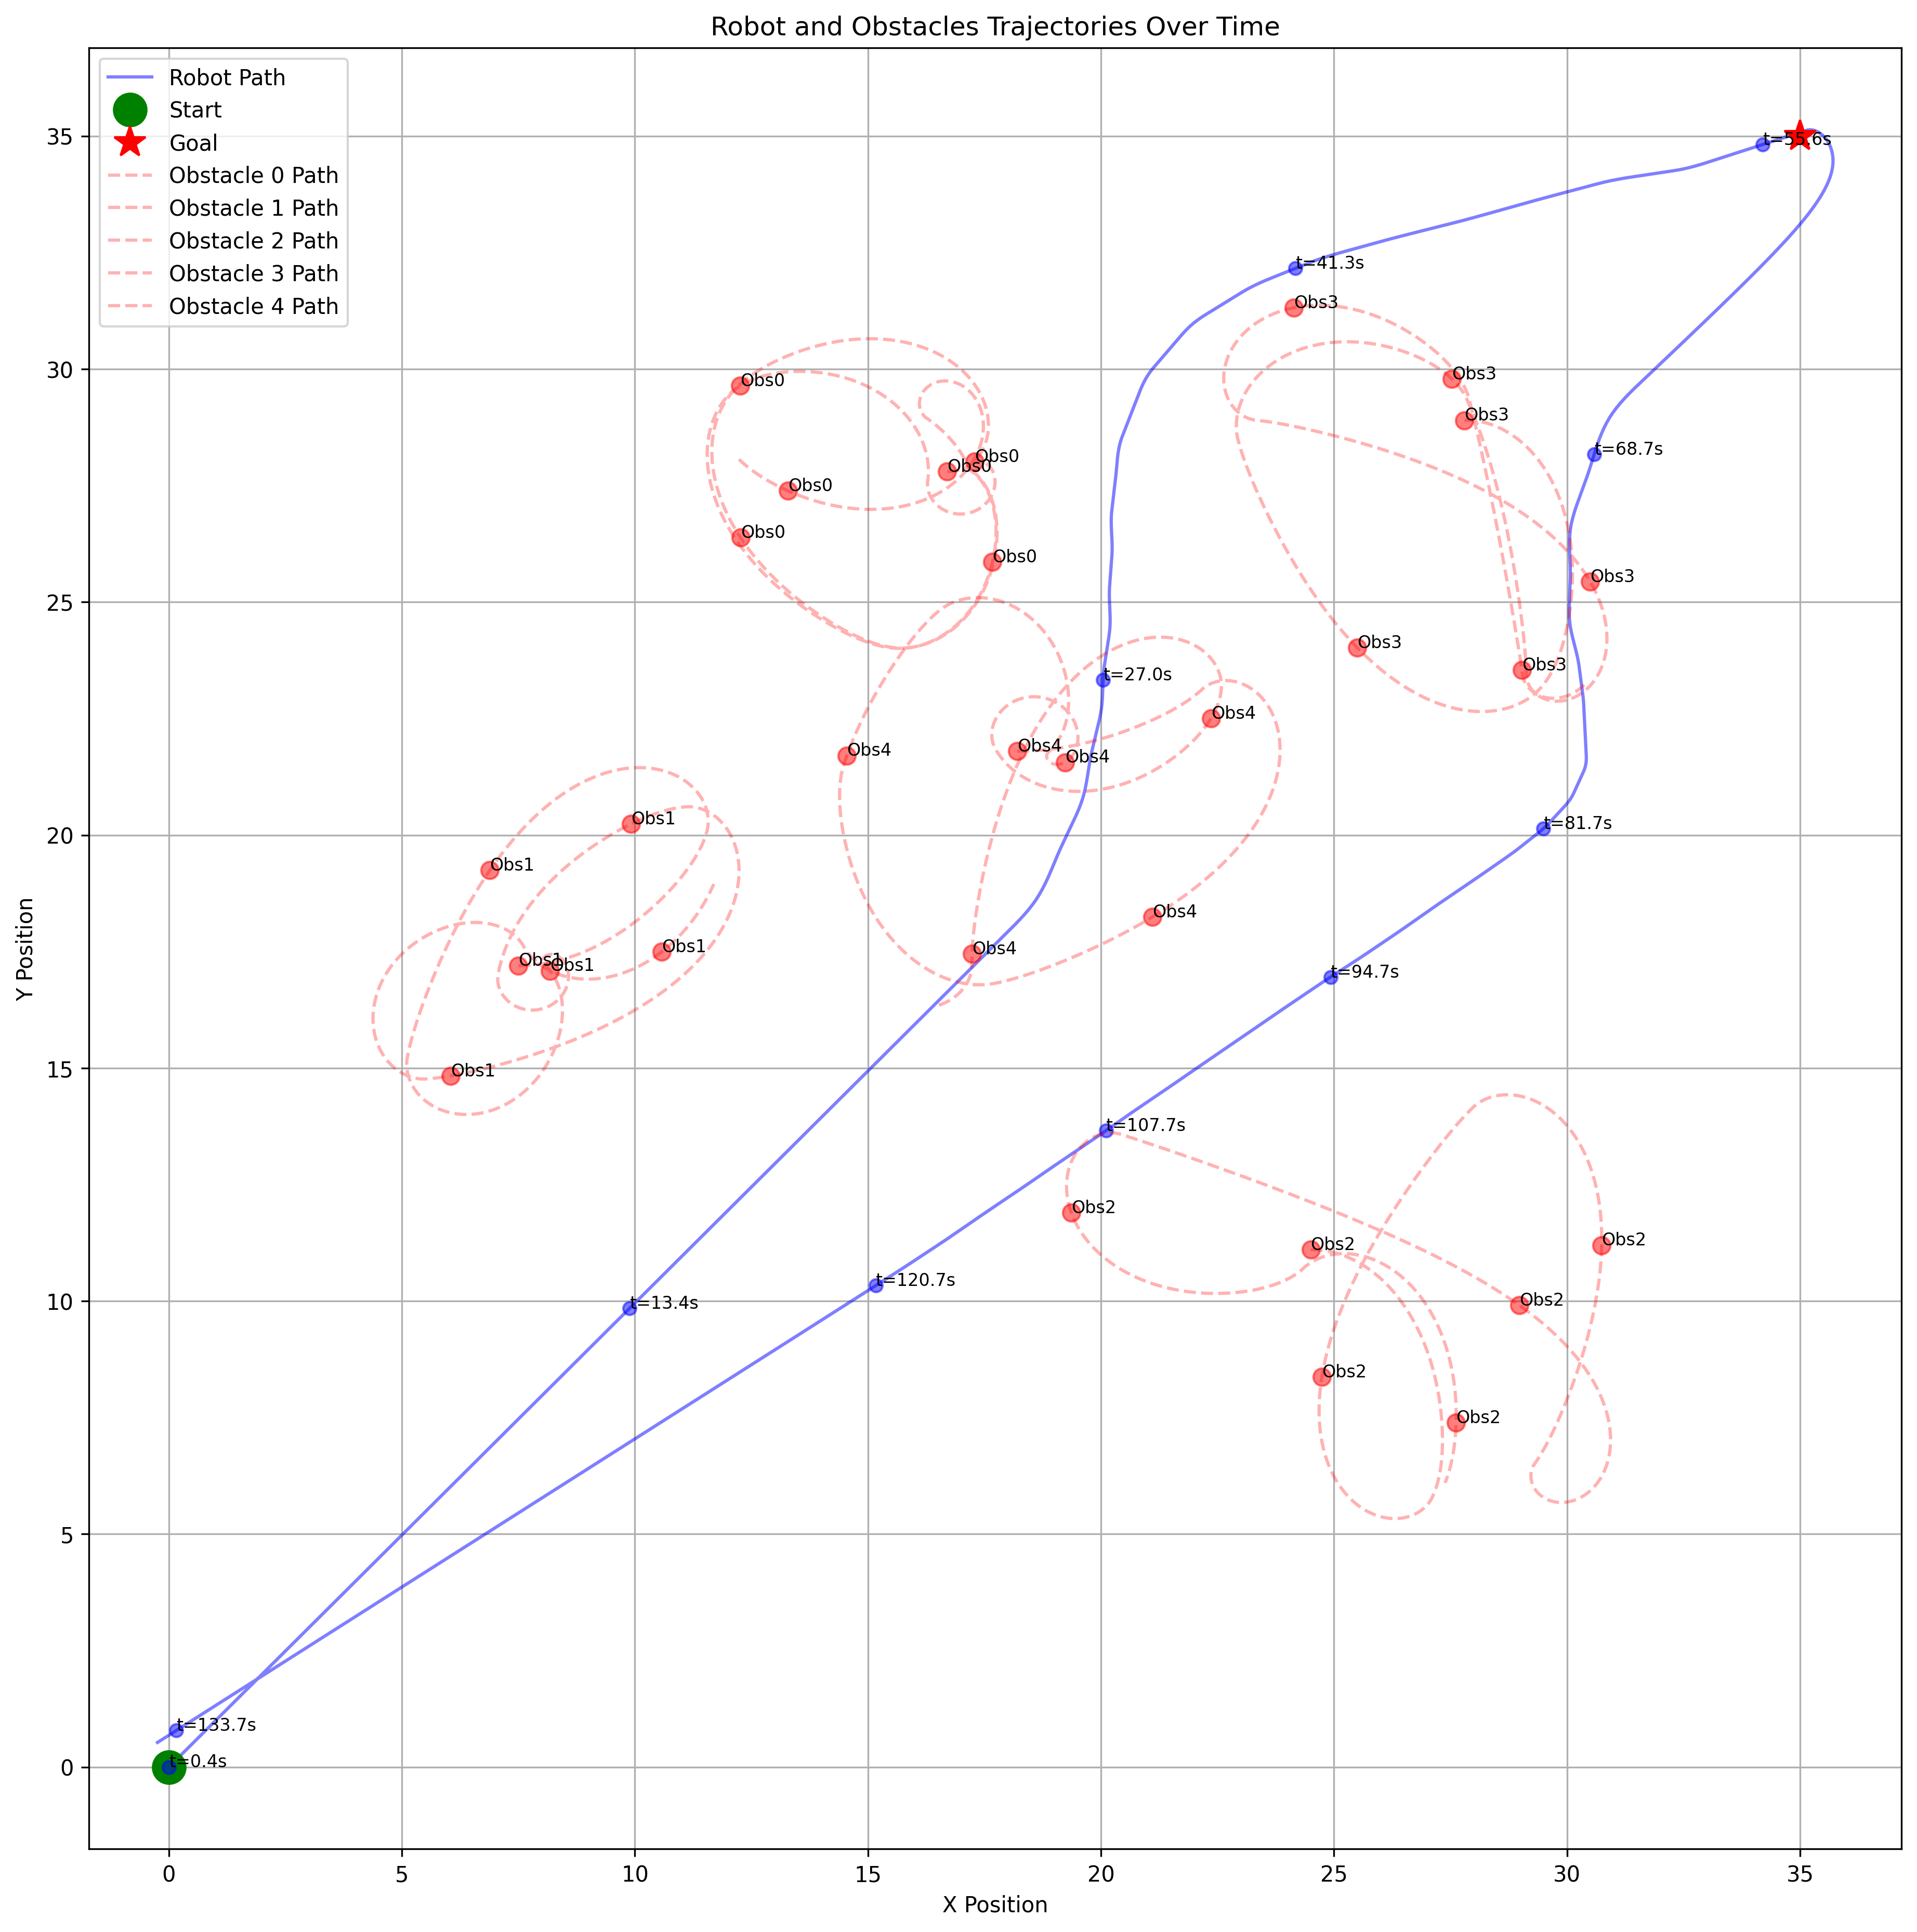 Robot and Obstacles Trajectories Over Time
Robot Path
Start
Goal
Obstacle 0 Path
Obstacle 1 Path
Obstacle 2 Path
Obstacle 3 Path
Obstacle 4 Path
35
30
25
20
15
10
5
0
Y Position
t=55.6s
t=41.3s
Obs3
Obs3
Obs0
Obs3
t=68.7s
Obs0
Obs0
Obs0
Obs3
Obs0
Obs0
Obs3
Obs3
t=27.0s
Obs4
Obs4
Obs4
Obs4
t=81.7s
Obs1
Obs1
Obs4
Obs4
Obs1
Obs1
Obs1
t=94.7s
Obs1
t=107.7s
Obs2
Obs2
Obs2
t=120.7s
t=13.4s
Obs2
Obs2
Obs2
t=133.7s
t=0.4s
0 5 10 15 20 25 30 35
X Position